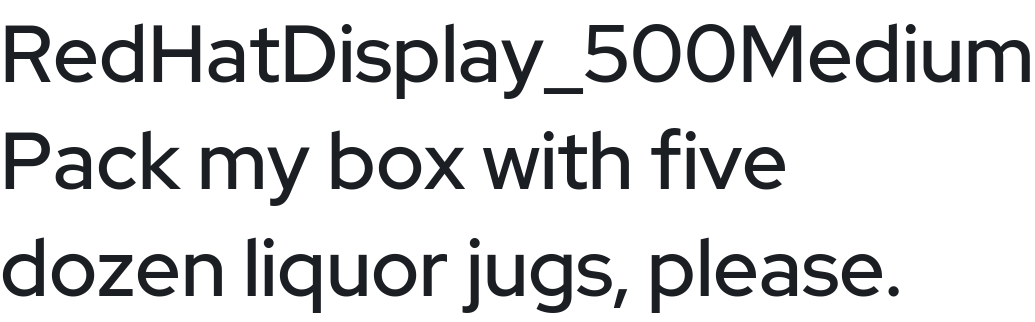 RedHatDisplay_500Medium
Pack my box with five
dozen liquor jugs, please.